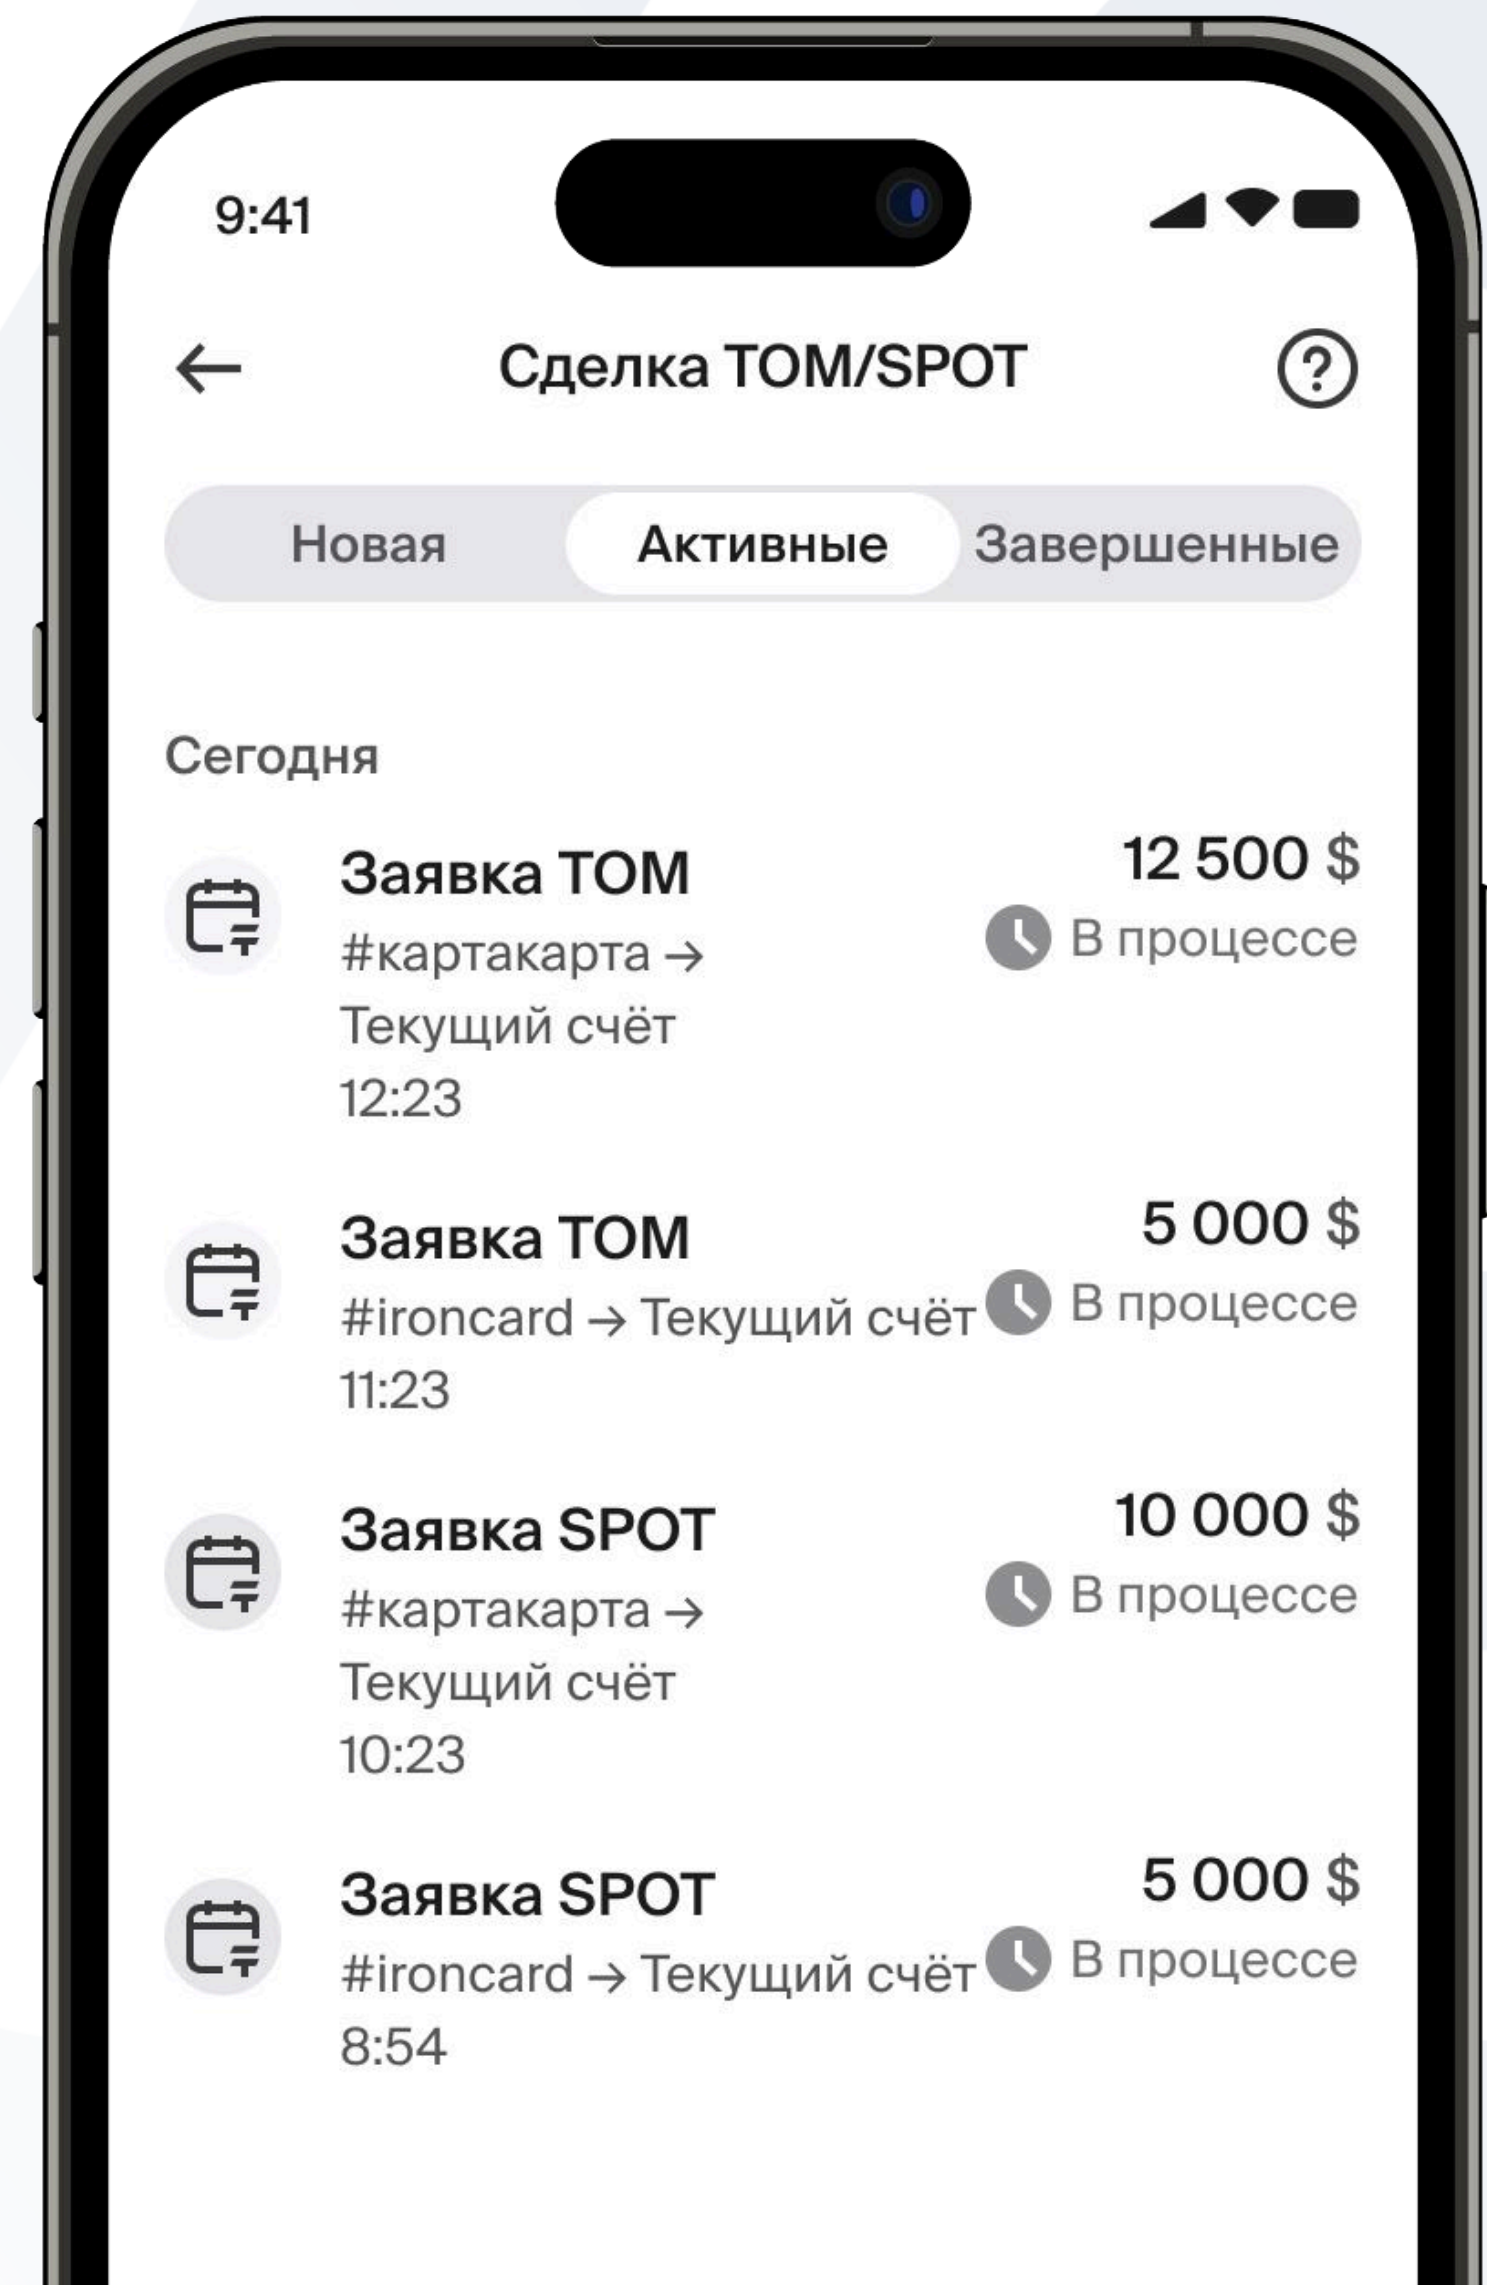 9:41
Сделка TOM/SPOT
Новая
Активные
Завершенные
Сегодня
Заявка TOM
12 500 $
#картакарта →
В процессе
Текущий счёт
12:23
Заявка TOM
5 000 $
#ironcard → Текущий счёт
В процессе
11:23
Заявка SPOT
10 000 $
#картакарта →
В процессе
Текущий счёт
10:23
Заявка SPOT
5 000 $
#ironcard → Текущий счёт
В процессе
8:54